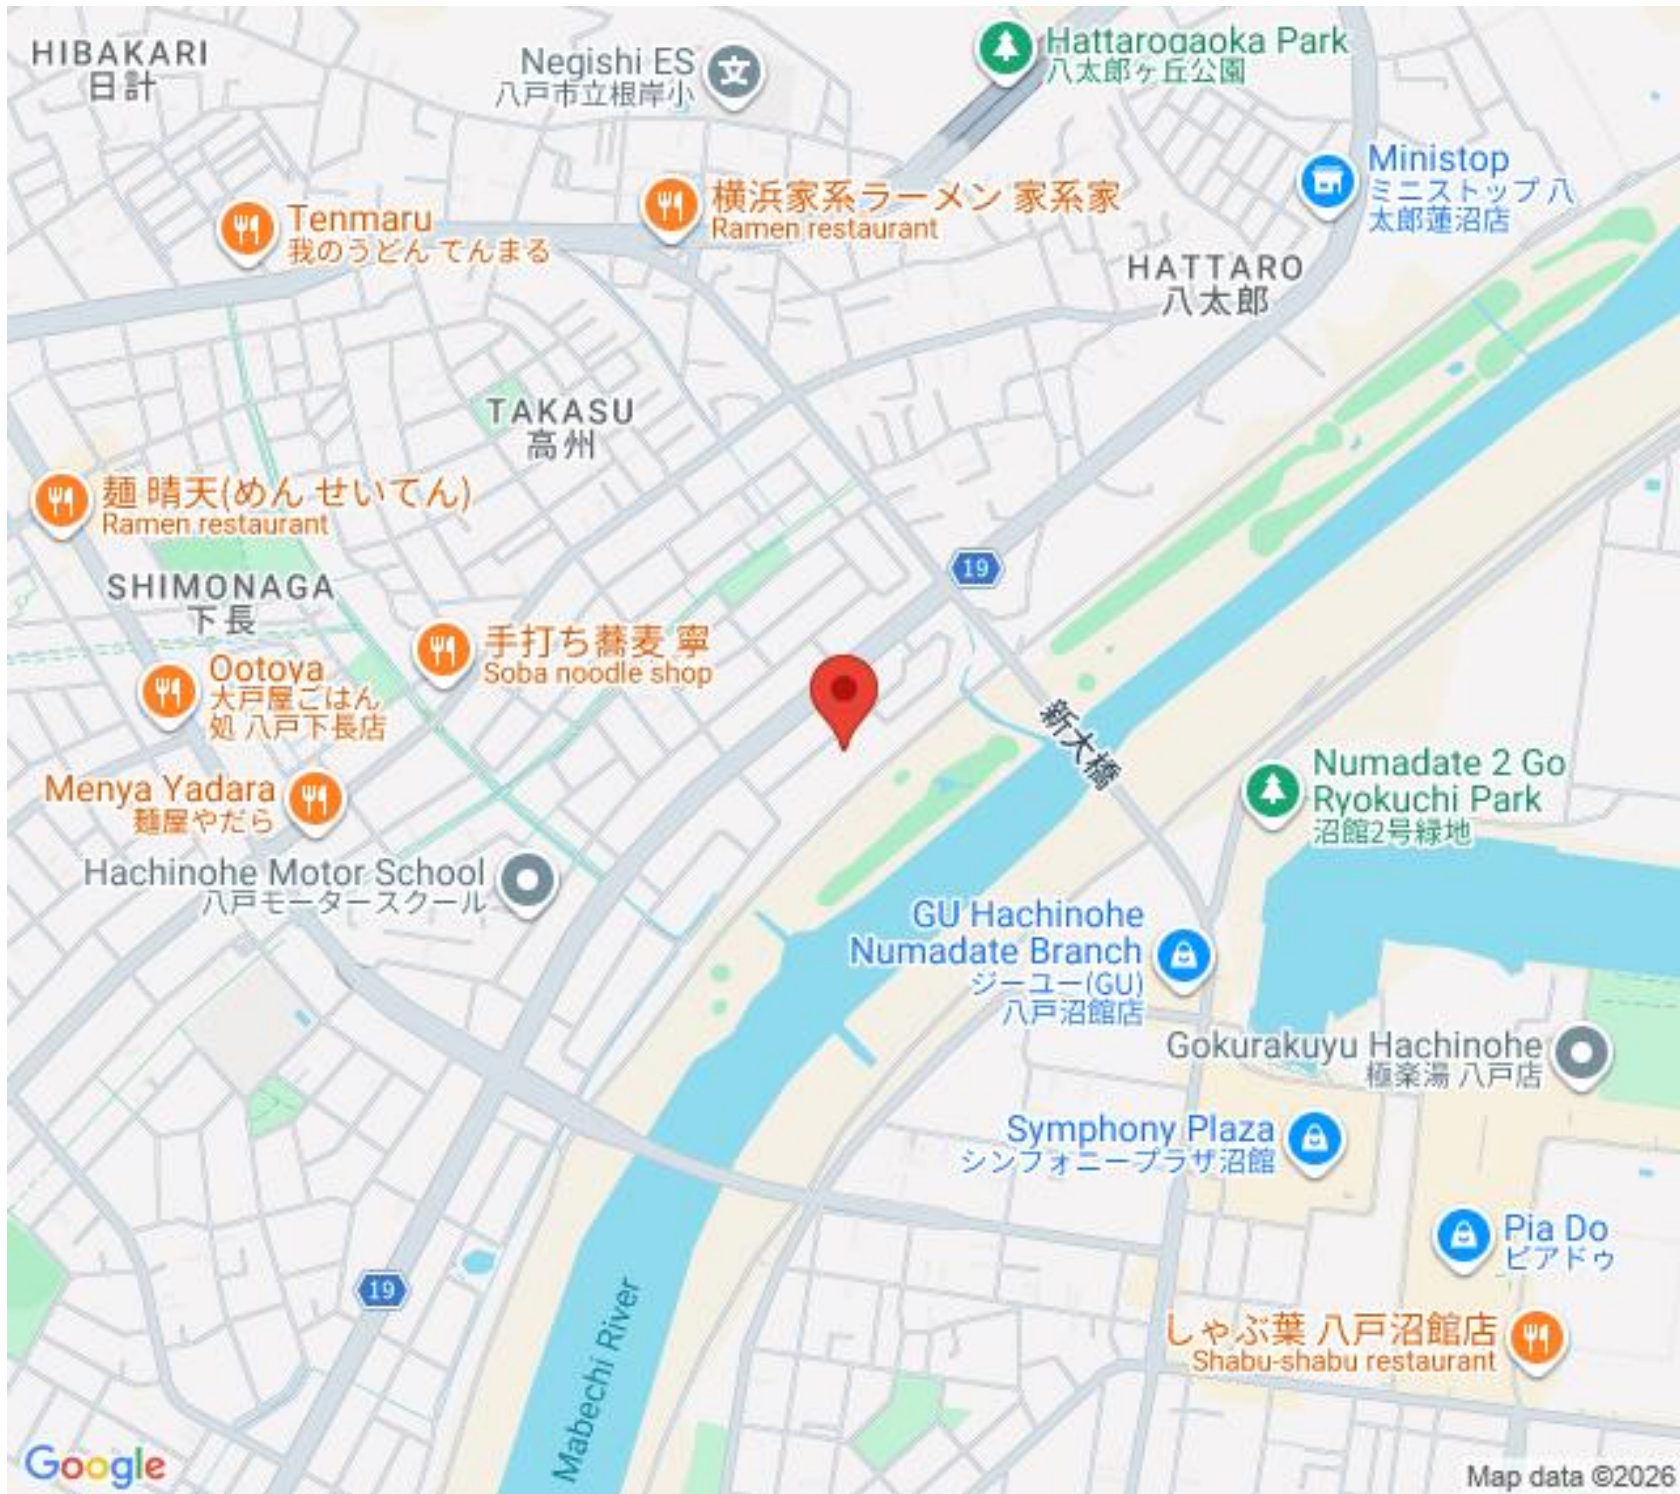 HIBAKARI
日計
Negishi ES
八戸市立根岸小
Hattarogaoka Park
八太郎ヶ丘公園
Ministop
ミニストップ 八
太郎蓮沼店
Tenmaru
我のうどん てんまる
横浜家系ラーメン 家系家
Ramen restaurant
HATTARO
八太郎
TAKASU
高州
麺 晴天(めん せいてん)
Ramen restaurant
SHIMONAGA
下長
19
手打ち蕎麦 寧
Soba noodle shop
Ootoya
大戸屋ごはん
処 八戸下長店
新大橋
Menya Yadara
麺屋やだら
Numadate 2 Go
Ryokuchi Park
沼館2号緑地
Hachinohe Motor School
八戸モータースクール
GU Hachinohe
Numadate Branch
ジーユー(GU)
八戸沼館店
Gokurakuyu Hachinohe
極楽湯 八戸店
Symphony Plaza
シンフォニープラザ沼館
Pia Do
ピアドゥ
19
しゃぶ葉 八戸沼館店
Shabu-shabu restaurant
Mabechi River
Google
Map data ©2026